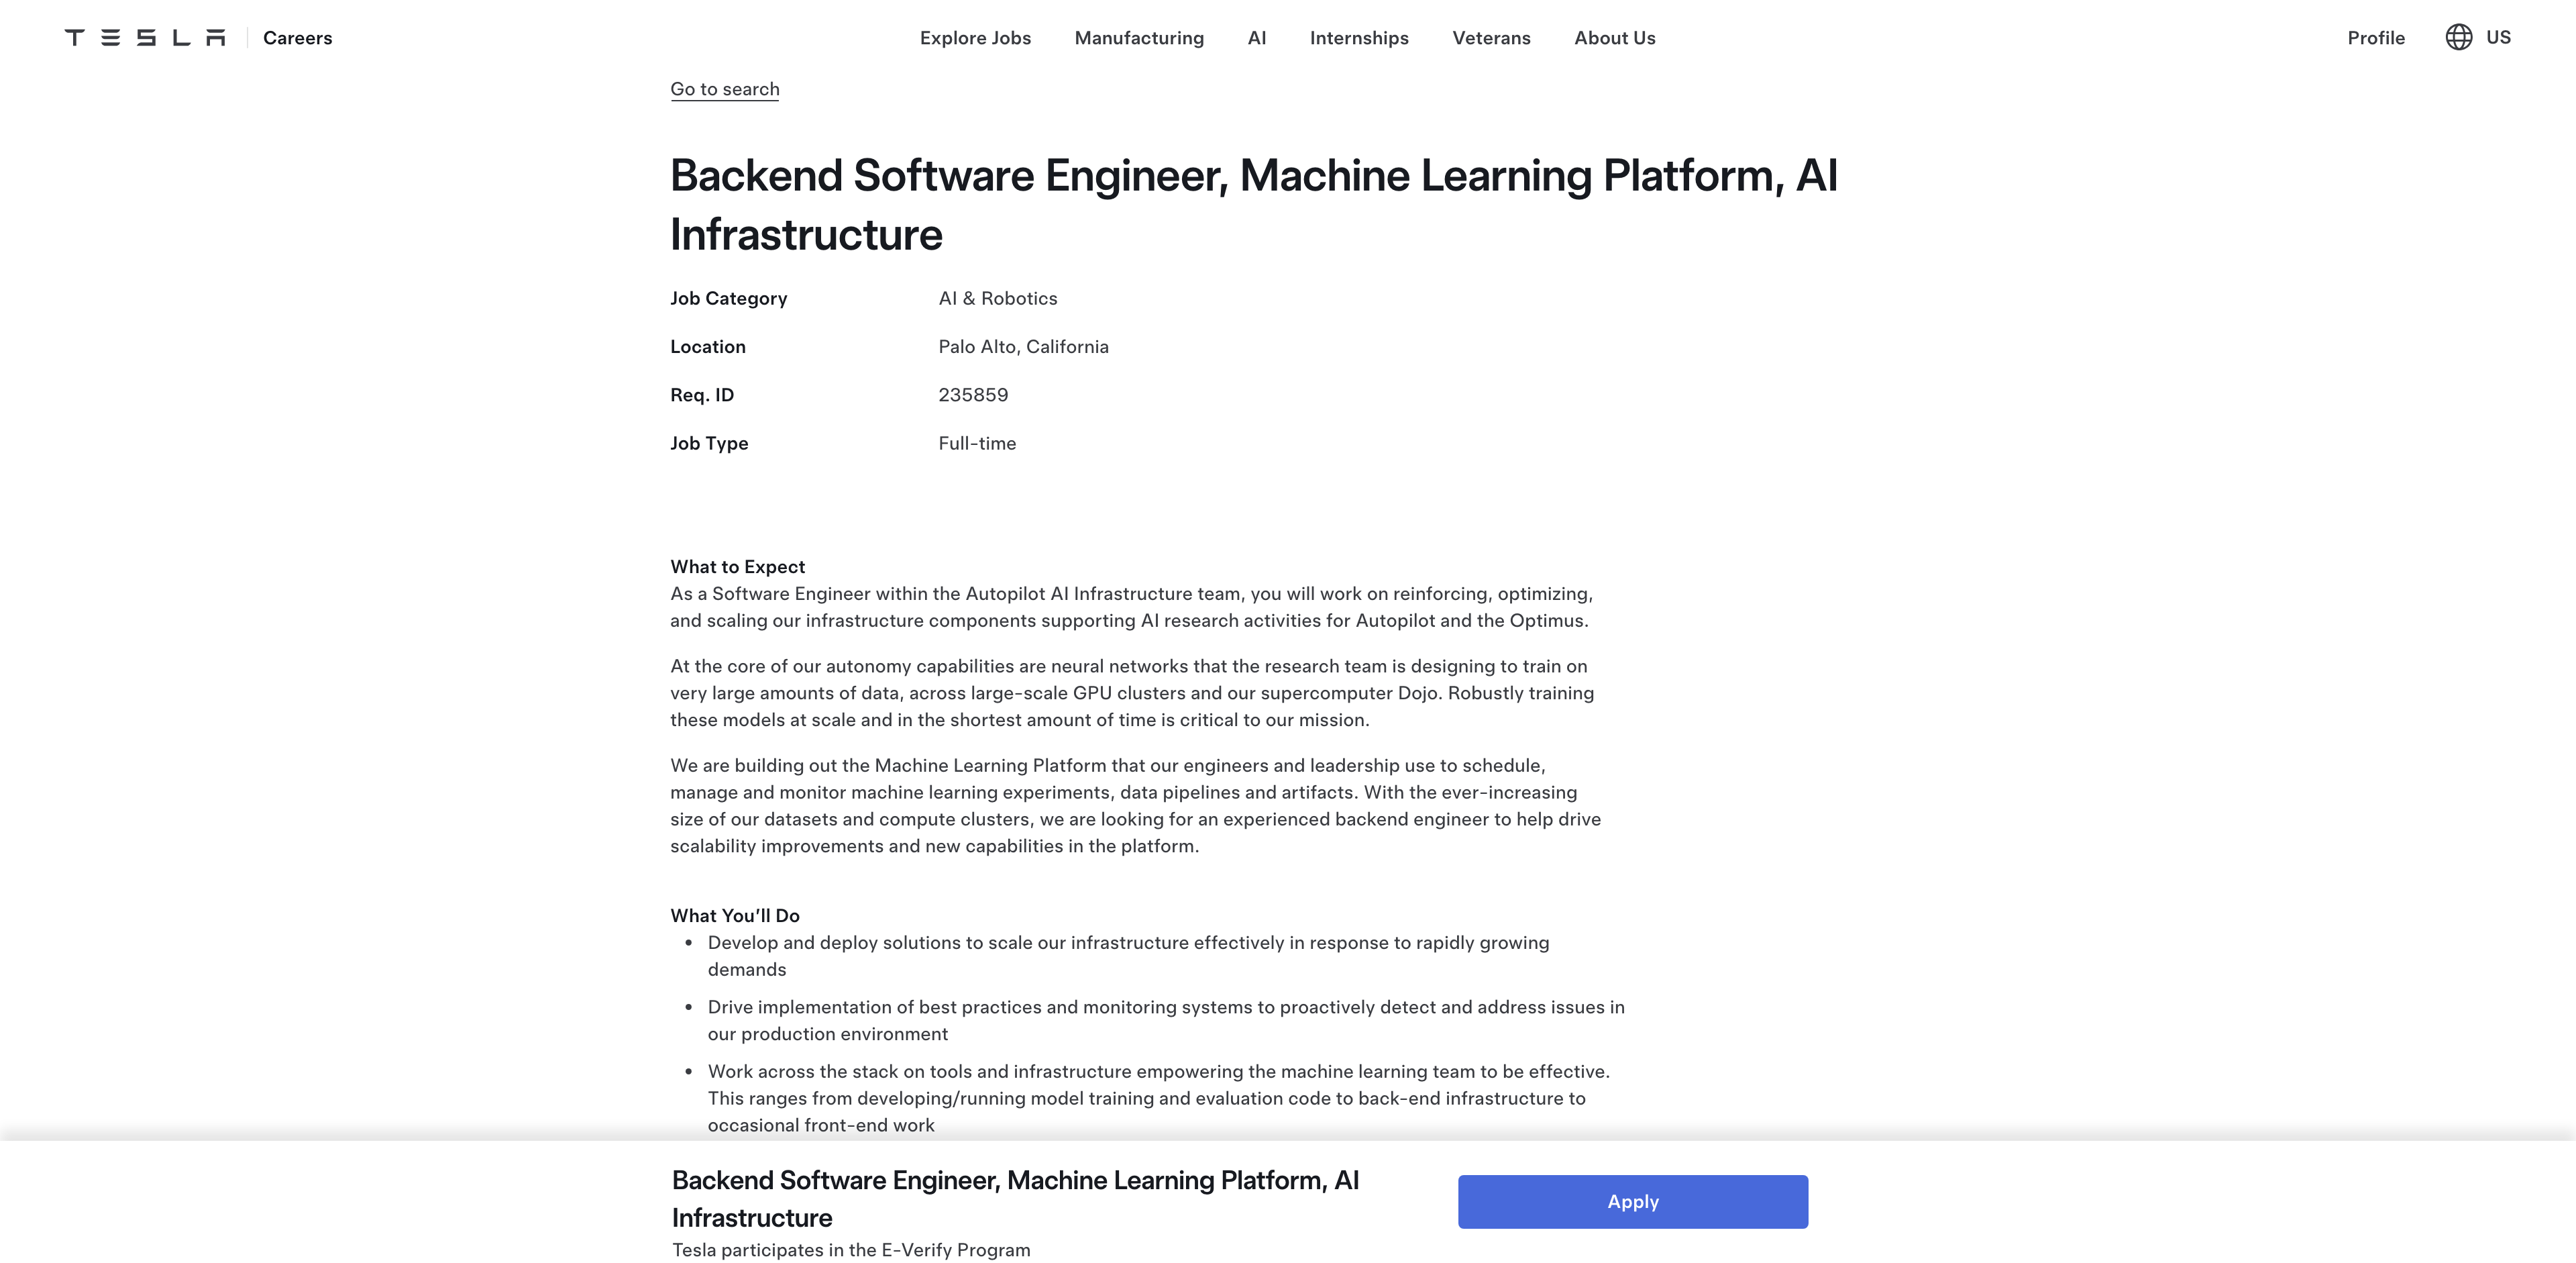 TESLA Careers Explore Jobs Manufacturing AI Internships Veterans About Us Profile US
Go to search
Backend Software Engineer, Machine Learning Platform, AI
Infrastructure
Job Category AI & Robotics
Location Palo Alto, California
Req. ID 235859
Job Type Full-time
What to Expect
As a Software Engineer within the Autopilot AI Infrastructure team, you will work on reinforcing, optimizing,
and scaling our infrastructure components supporting AI research activities for Autopilot and the Optimus.
At the core of our autonomy capabilities are neural networks that the research team is designing to train on
very large amounts of data, across large-scale GPU clusters and our supercomputer Dojo. Robustly training
these models at scale and in the shortest amount of time is critical to our mission.
We are building out the Machine Learning Platform that our engineers and leadership use to schedule,
manage and monitor machine learning experiments, data pipelines and artifacts. With the ever-increasing
size of our datasets and compute clusters, we are looking for an experienced backend engineer to help drive
scalability improvements and new capabilities in the platform.
What You'll Do
• Develop and deploy solutions to scale our infrastructure effectively in response to rapidly growing
demands
• Drive implementation of best practices and monitoring systems to proactively detect and address issues in
our production environment
• Work across the stack on tools and infrastructure empowering the machine learning team to be effective.
This ranges from developing/running model training and evaluation code to back-end infrastructure to
occasional front-end work
Backend Software Engineer, Machine Learning Platform, AI
Infrastructure
Tesla participates in the E-Verify Program
Apply